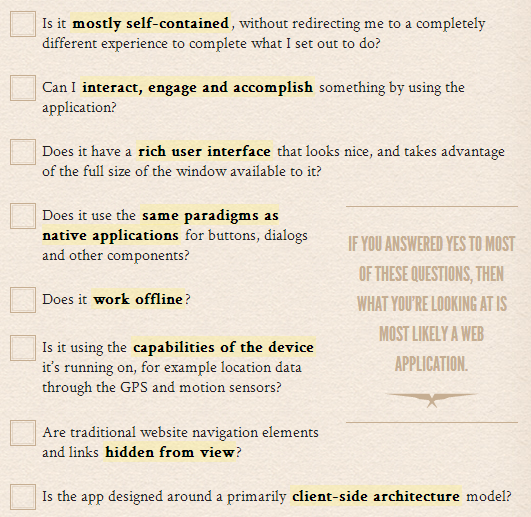 Is it mostly self-contained, without redirecting me to a completely
different experience to complete what I set out to do?
Can I interact, engage and accomplish something by using the
application?
Does it have a rich user interface that looks nice, and takes advantage
of the full size of the window available to it?
Does it use the same paradigms as
native applications for buttons, dialogs
and other components?
Does it work offline?
Is it using the capabilities of the device
it's running on, for example location data
through the GPS and motion sensors?
Are traditional website navigation elements
and links hidden from view?
IF YOU ANSWERED YES TO MOST
OF THESE QUESTIONS, THEN
WHAT YOU'RE LOOKING AT IS
MOST LIKELY A WEB
APPLICATION.
Is the app designed around a primarily client-side architecture model?